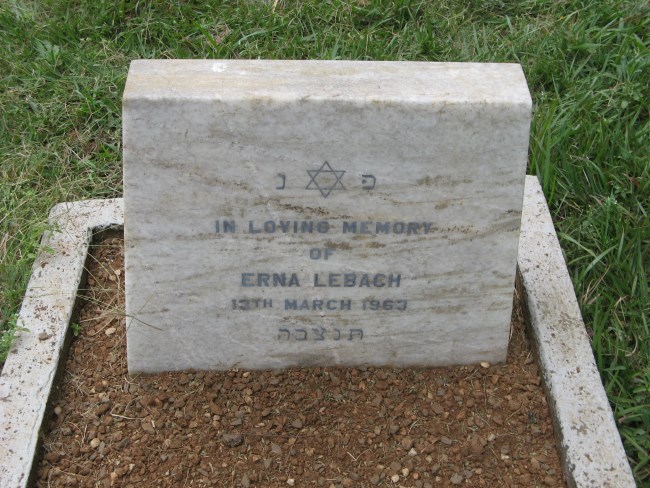 פ נ
IN LOVING MEMORY
OF
ERNA LEBACH
13TH MARCH 1963
תנצבה